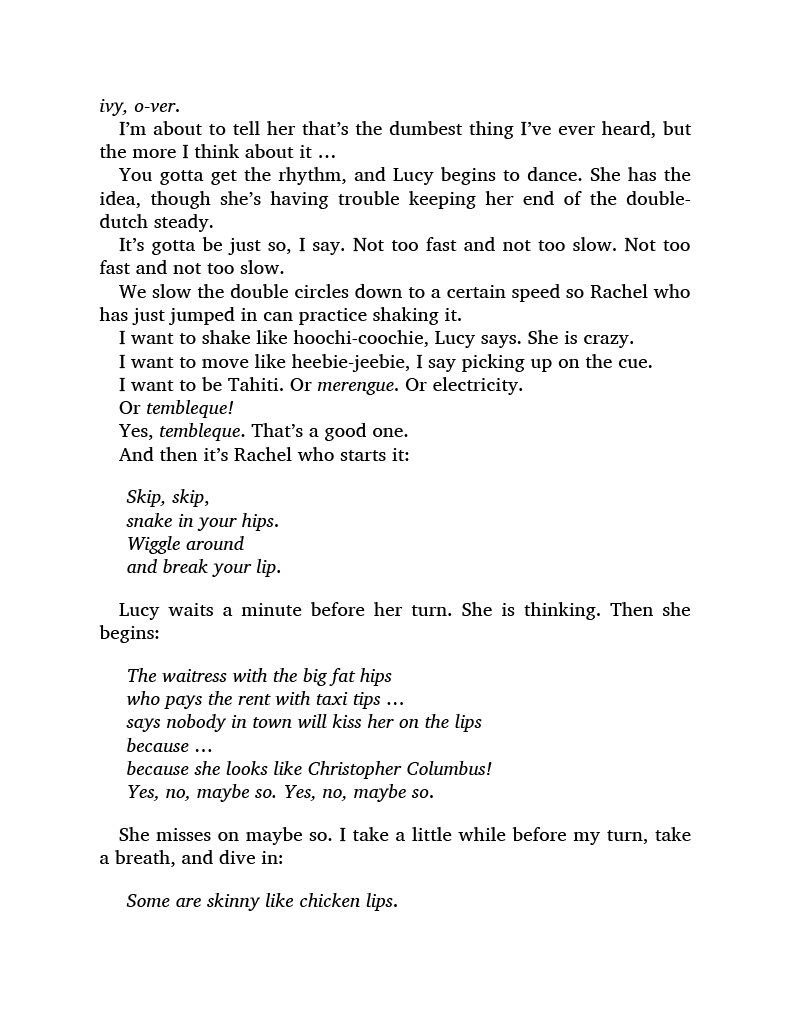 ivy, o-ver.
I’m about to tell her that’s the dumbest thing I’ve ever heard, but
the more I think about it …
You gotta get the rhythm, and Lucy begins to dance. She has the
idea, though she’s having trouble keeping her end of the double-
dutch steady.
It’s gotta be just so, I say. Not too fast and not too slow. Not too
fast and not too slow.
We slow the double circles down to a certain speed so Rachel who
has just jumped in can practice shaking it.
I want to shake like hoochi-coochie, Lucy says. She is crazy.
I want to move like heebie-jeebie, I say picking up on the cue.
I want to be Tahiti. Or merengue. Or electricity.
Or tembleque!
Yes, tembleque. That’s a good one.
And then it’s Rachel who starts it:
Skip, skip,
snake in your hips.
Wiggle around
and break your lip.
Lucy waits a minute before her turn. She is thinking. Then she
begins:
The waitress with the big fat hips
who pays the rent with taxi tips …
says nobody in town will kiss her on the lips
because …
because she looks like Christopher Columbus!
Yes, no, maybe so. Yes, no, maybe so.
She misses on maybe so. I take a little while before my turn, take
a breath, and dive in:
Some are skinny like chicken lips.